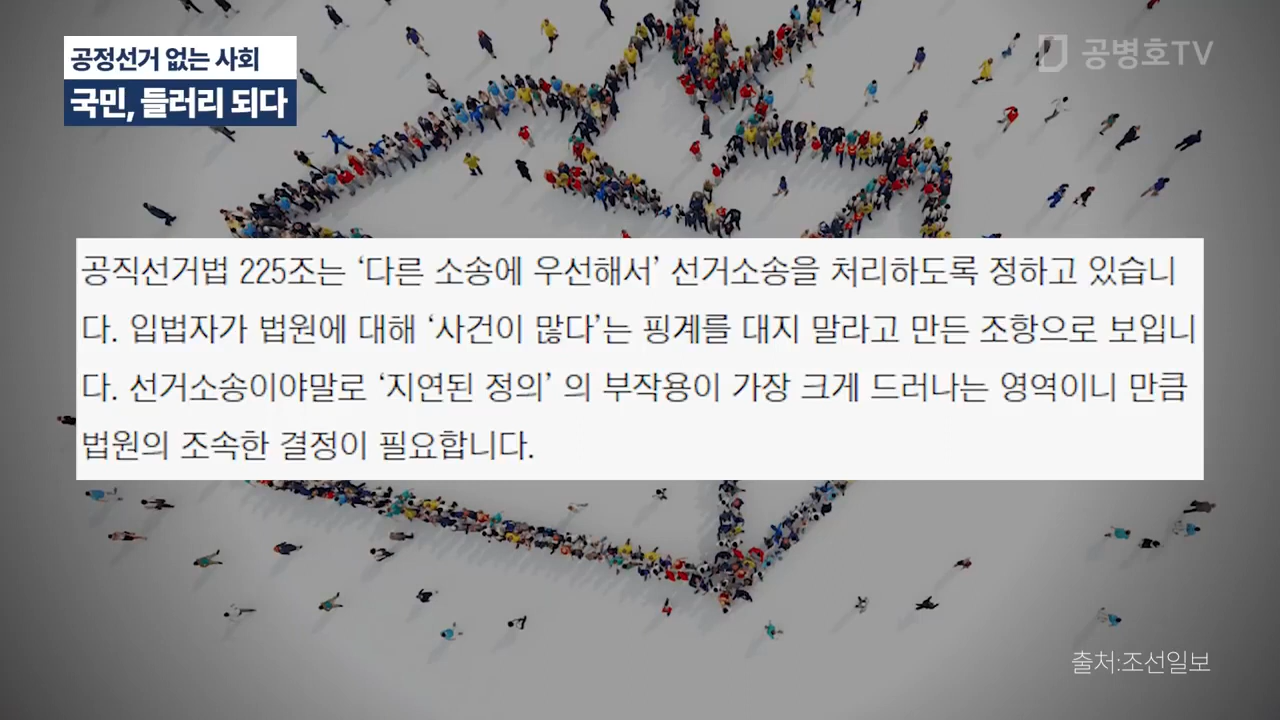 공정선거 없는 사회
국민, 들러리 되다
공병호TV
공직선거법 225조는 ‘다른 소송에 우선해서’ 선거소송을 처리하도록 정하고 있습니
다. 입법자가 법원에 대해 ‘사건이 많다’는 핑계를 대지 말라고 만든 조항으로 보입니
다. 선거소송이야말로 ‘지연된 정의’ 의 부작용이 가장 크게 드러나는 영역이니 만큼
법원의 조속한 결정이 필요합니다.
출처:조선일보